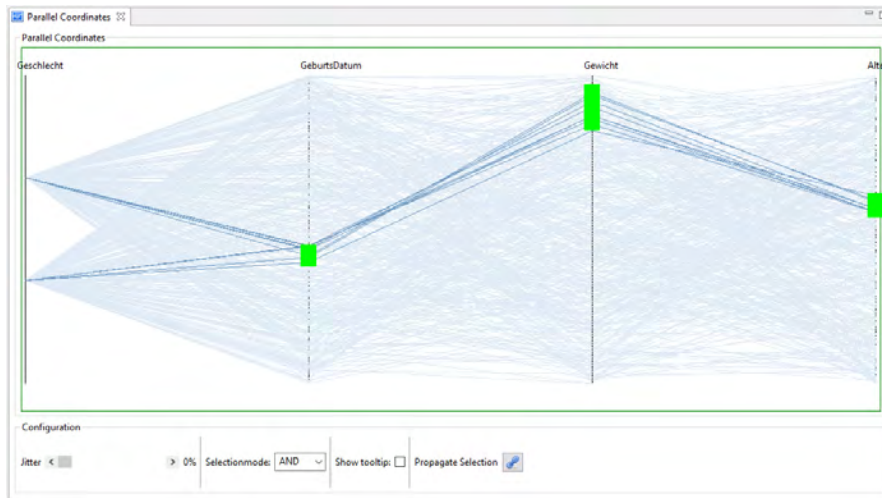 Parallel Coordinates
Parallel Coordinates
Geschlecht GeburtsDatum Gewicht
Configuration
Jitter 0% Selectionmode: AND Show tooltip: Propagate Selection